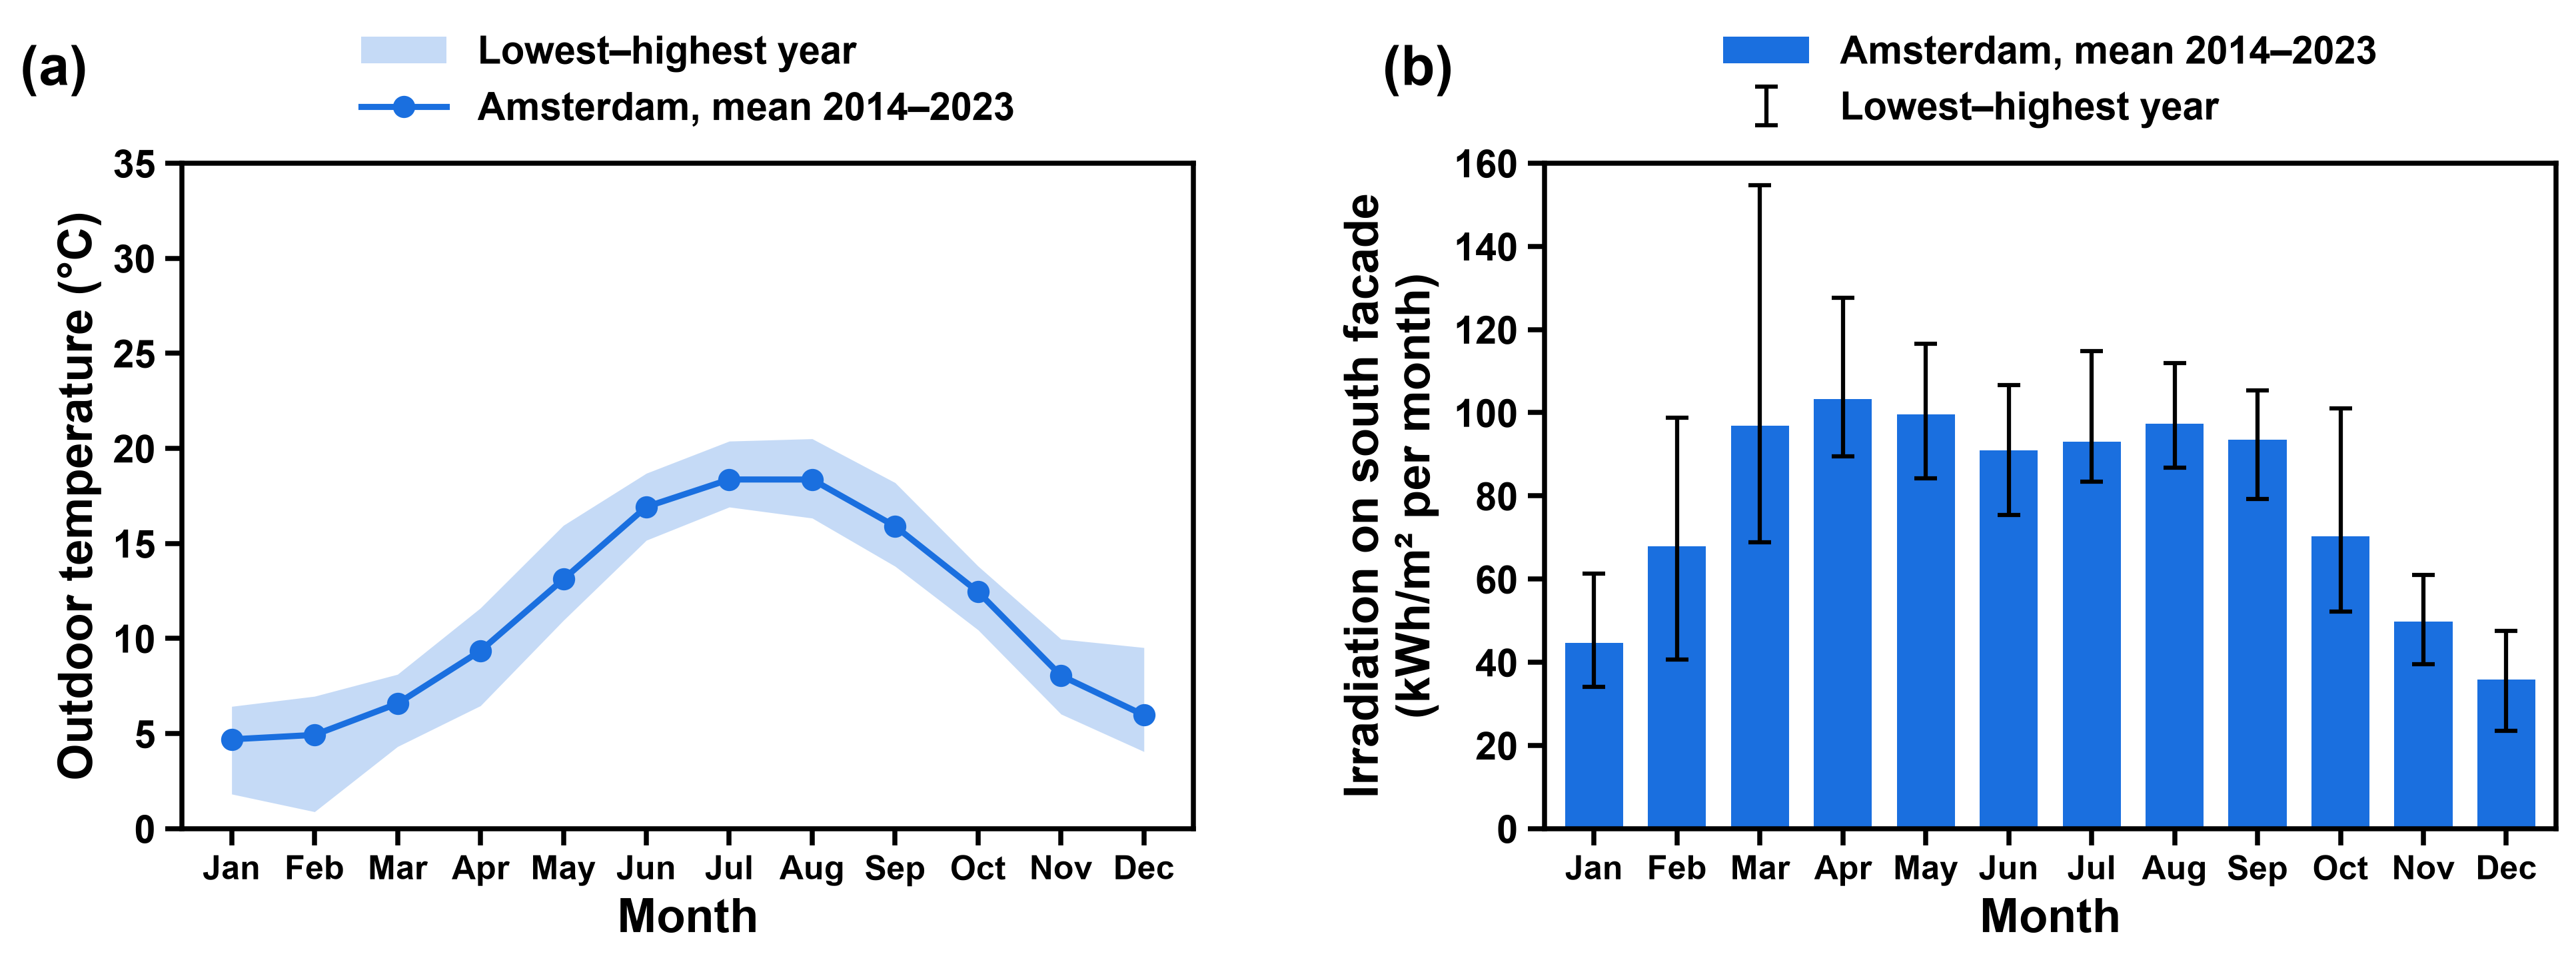 (a)
Lowest–highest year
Amsterdam, mean 2014–2023
Outdoor temperature (°C)
35
30
25
20
15
10
5
0
Jan Feb Mar Apr May Jun Jul Aug Sep Oct Nov Dec
Month
(b)
Amsterdam, mean 2014–2023
Lowest–highest year
Irradiation on south facade
(kWh/m² per month)
160
140
120
100
80
60
40
20
0
Jan Feb Mar Apr May Jun Jul Aug Sep Oct Nov Dec
Month